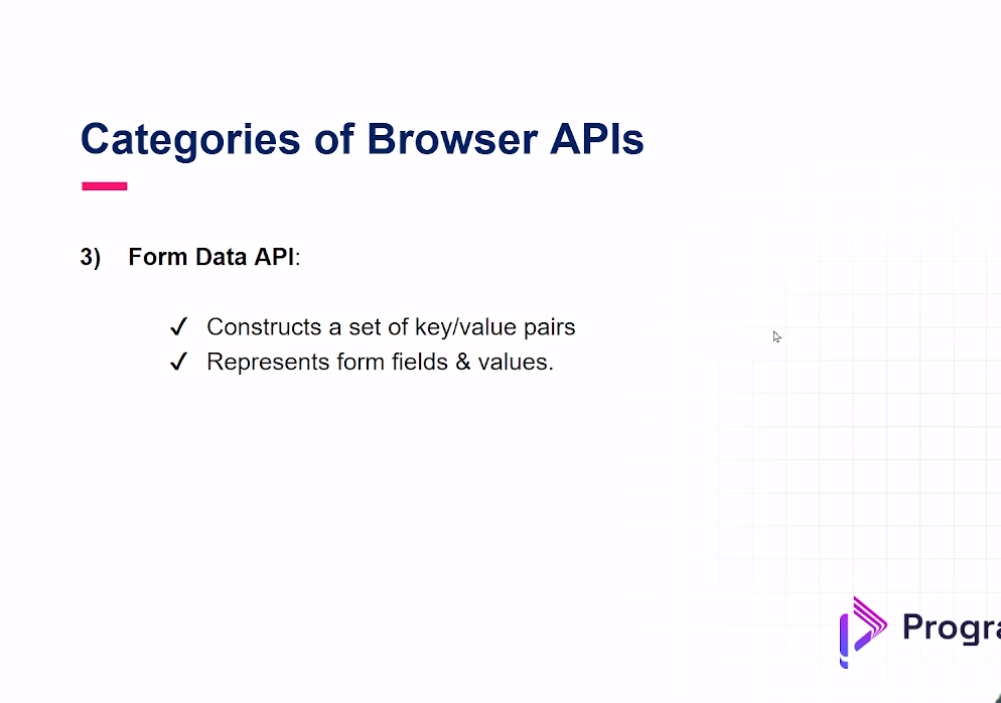 Categories of Browser APIs
3) Form Data API:
✓ Constructs a set of key/value pairs
✓ Represents form fields & values.
Progra